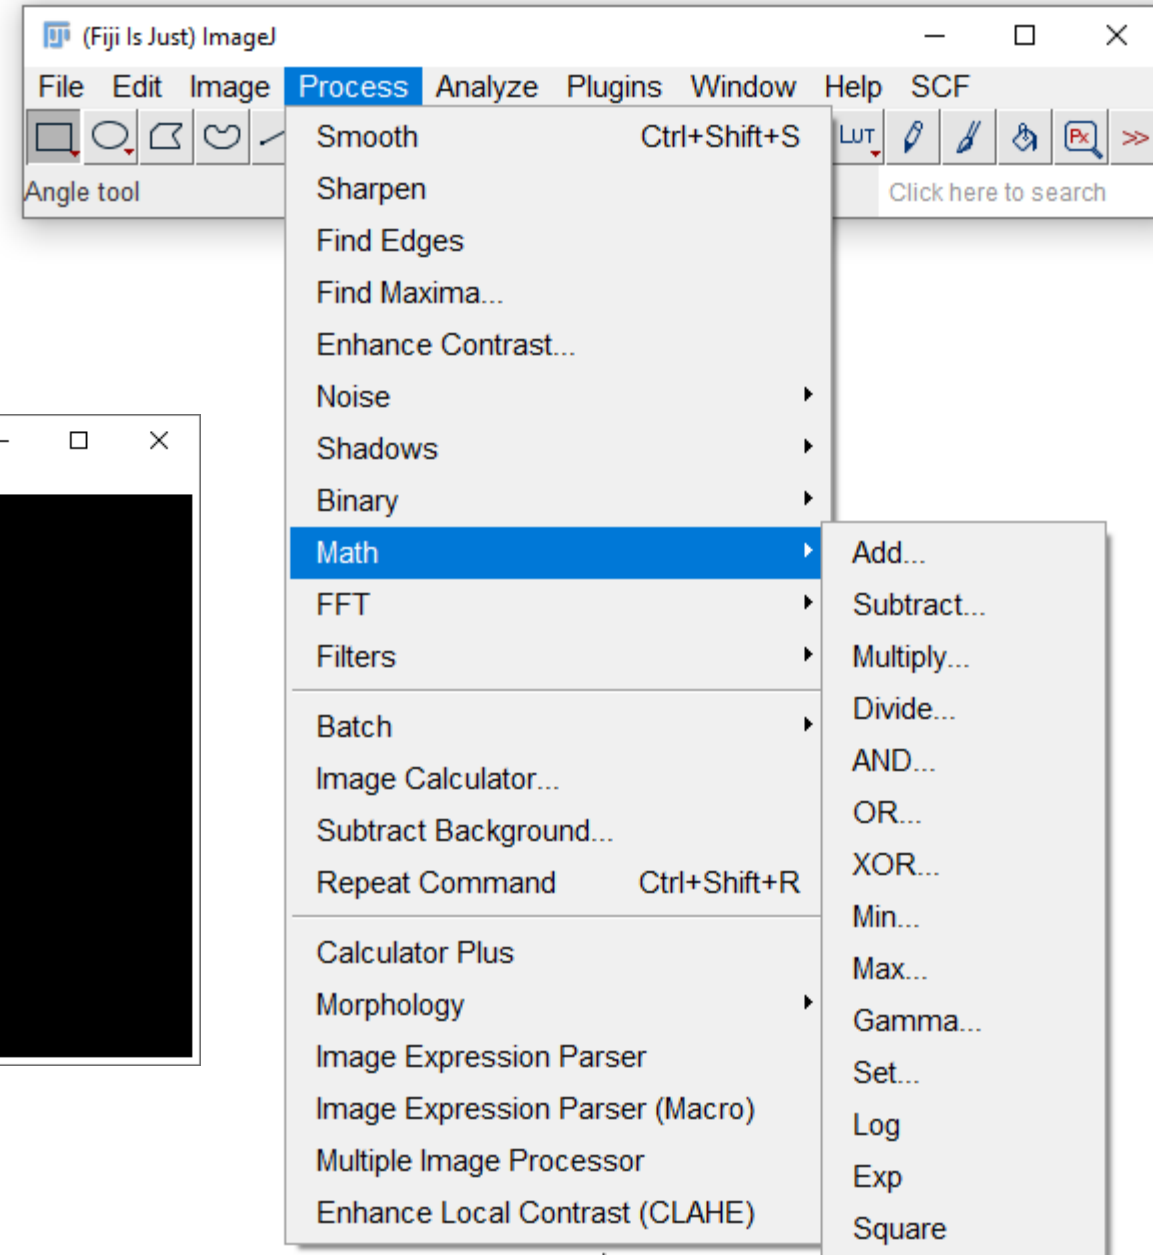 (Fiji Is Just) ImageJ
File Edit Image Process Analyze Plugins Window Help SCF
LUT Px >>
Angle tool Click here to search
Smooth Ctrl+Shift+S
Sharpen
Find Edges
Find Maxima...
Enhance Contrast...
Noise
Shadows
Binary
Math
FFT
Filters
Batch
Image Calculator...
Subtract Background...
Repeat Command Ctrl+Shift+R
Calculator Plus
Morphology
Image Expression Parser
Image Expression Parser (Macro)
Multiple Image Processor
Enhance Local Contrast (CLAHE)
Add...
Subtract...
Multiply...
Divide...
AND...
OR...
XOR...
Min...
Max...
Gamma...
Set...
Log
Exp
Square